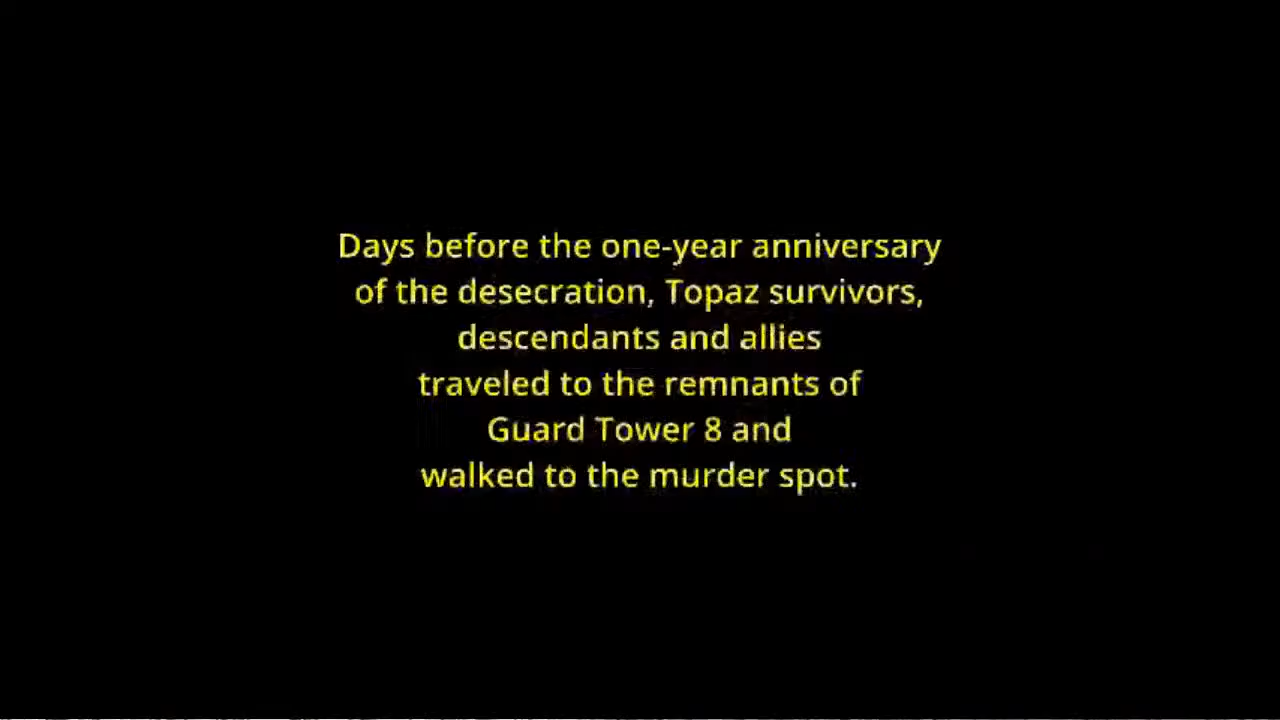 Days before the one-year anniversary
of the desecration, Topaz survivors,
descendants and allies
traveled to the remnants of
Guard Tower 8 and
walked to the murder spot.